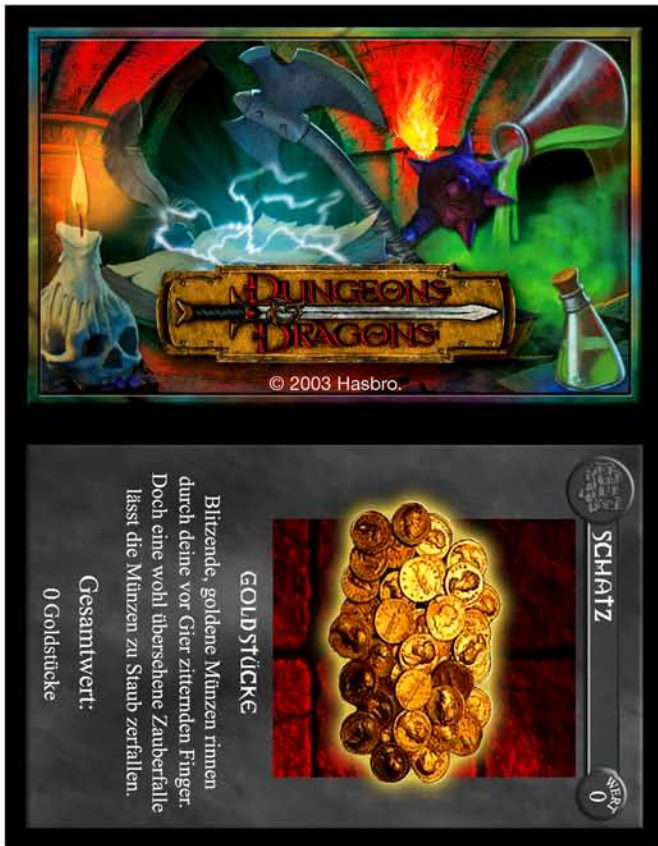 DUNGEONS
DRAGONS
© 2003 Hasbro.
SCHATZ
WERT
0
GOLDSTÜCKE
Blitzende, goldene Münzen rinnen
durch deine vor Gier zitternden Finger.
Doch eine wohl übersehene Zauberfalle
lässt die Münzen zu Staub zerfallen.
Gesamtwert:
0 Goldstücke